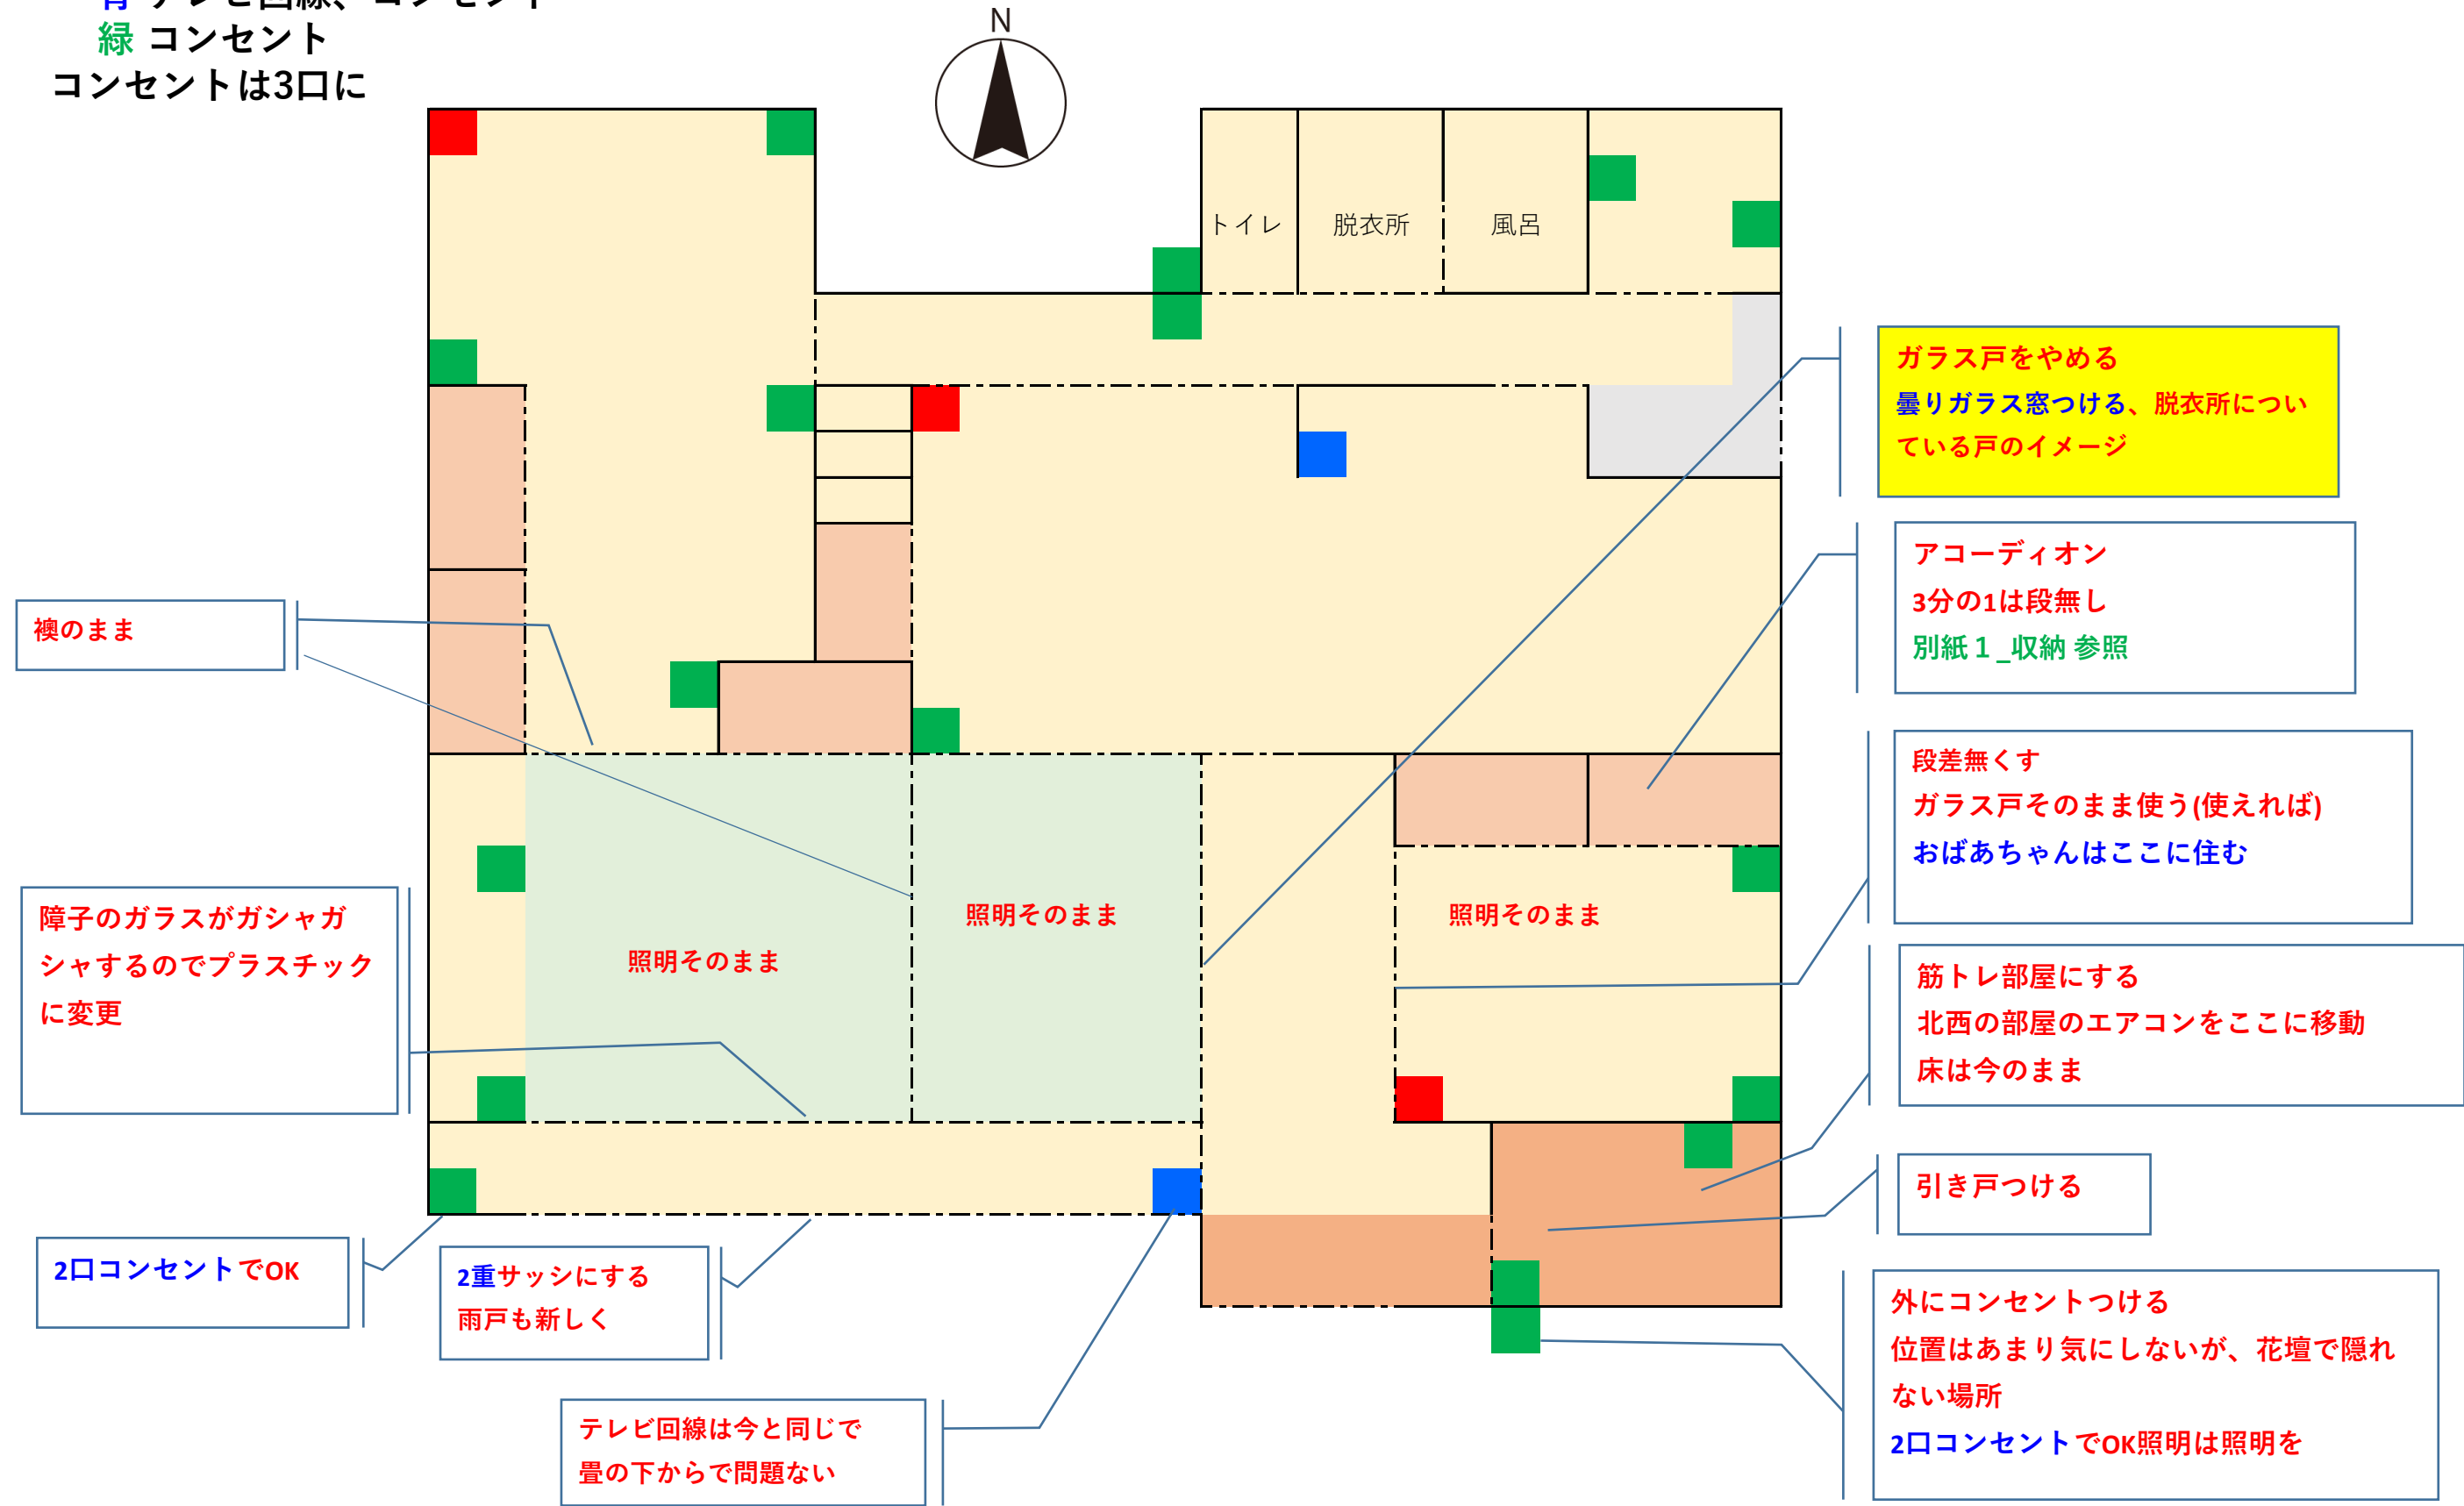 青 テレビ回線、コンセント
緑 コンセント
コンセントは3口に
N
トイレ
脱衣所
風呂
ガラス戸をやめる
曇りガラス窓つける、脱衣所につい
ている戸のイメージ
アコーディオン
3分の1は段無し
別紙１_収納 参照
襖のまま
段差無くす
ガラス戸そのまま使う(使えれば)
おばあちゃんはここに住む
照明そのまま
照明そのまま
照明そのまま
障子のガラスがガシャガ
シャするのでプラスチック
に変更
筋トレ部屋にする
北西の部屋のエアコンをここに移動
床は今のまま
引き戸つける
2口コンセントでOK
2重サッシにする
雨戸も新しく
外にコンセントつける
位置はあまり気にしないが、花壇で隠れ
ない場所
2口コンセントでOK照明は照明を
テレビ回線は今と同じで
畳の下からで問題ない